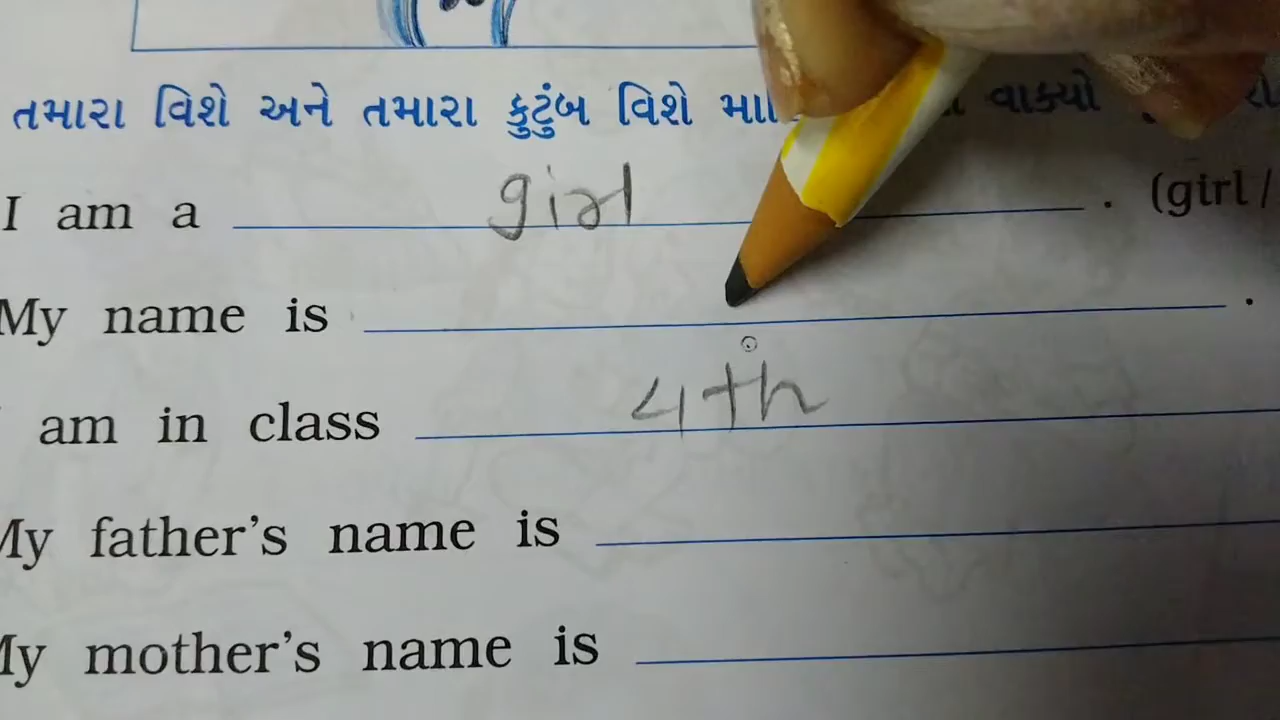 તમારા વિશે અને તમારા કુટુંબ વિશે વાક્યો
I am a girl . (girl /
My name is .
am in class 4th
My father's name is
My mother's name is